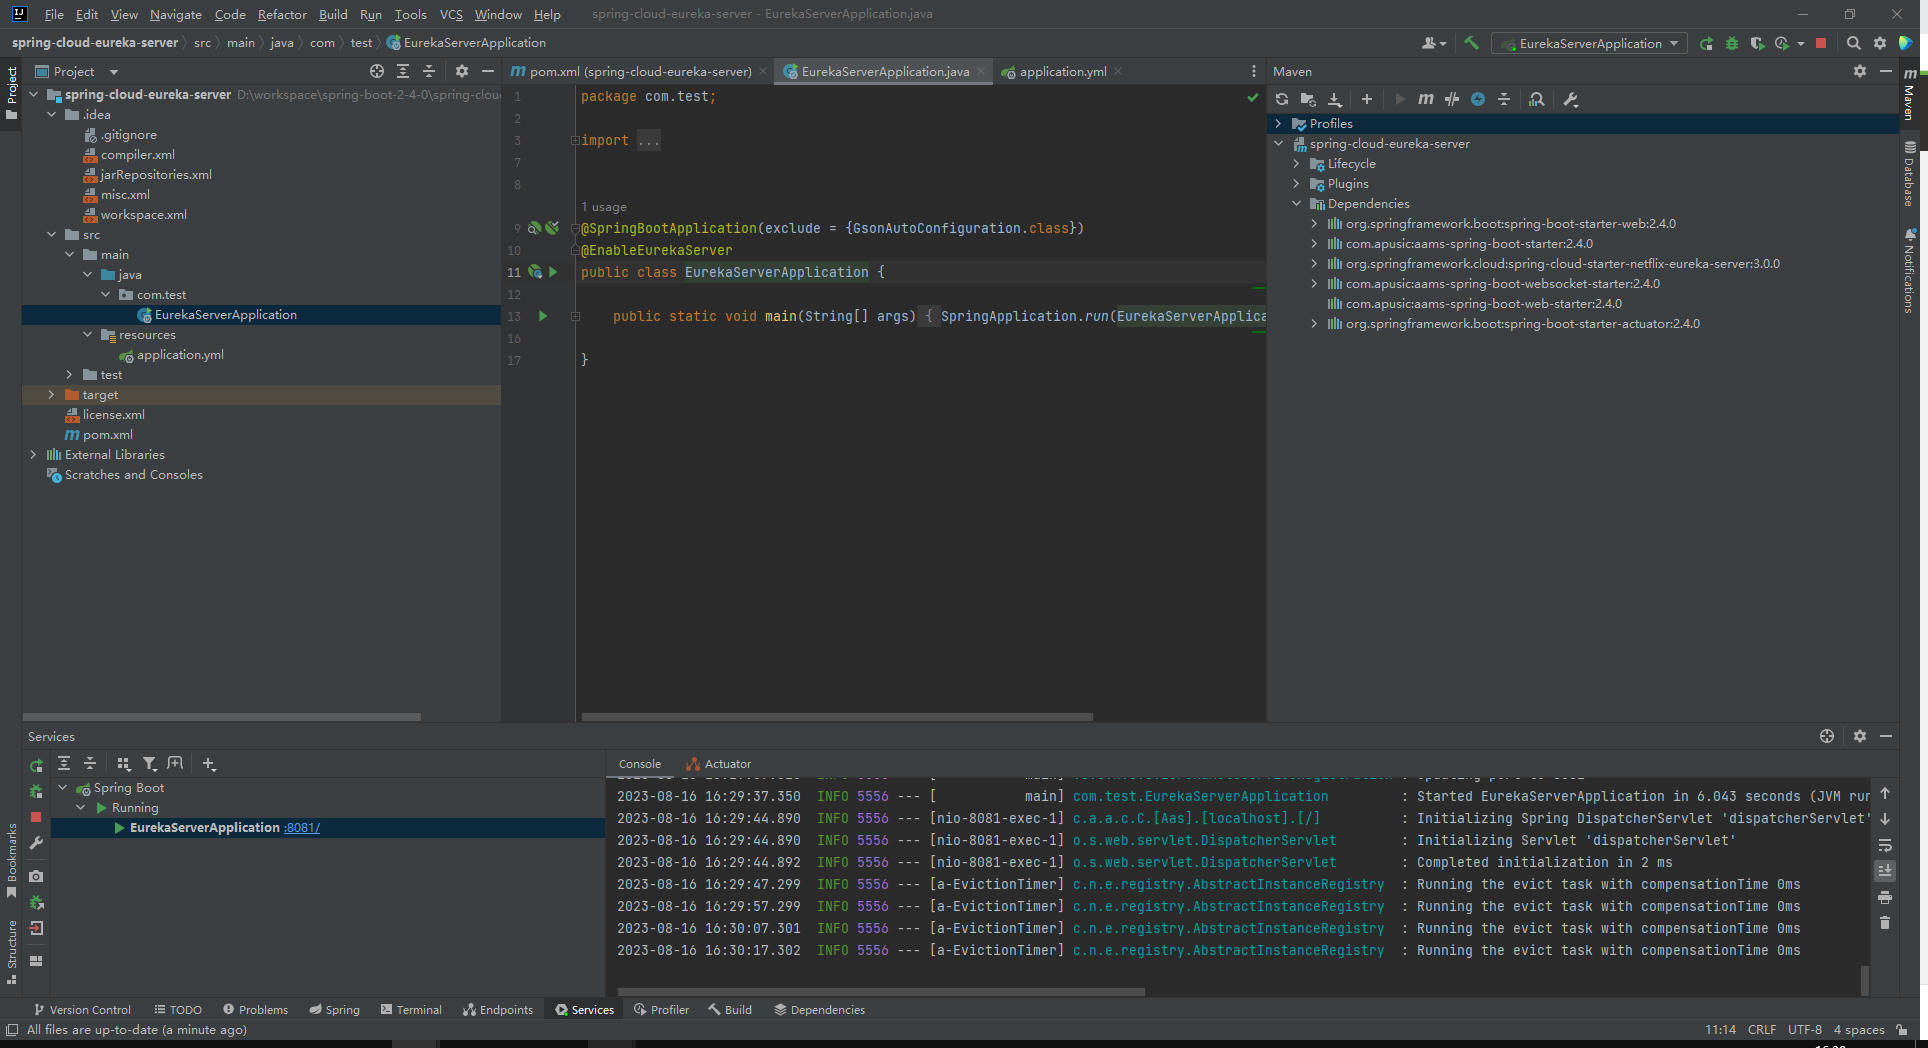 File Edit View Navigate Code Refactor Build Run Tools VCS Window Help spring-cloud-eureka-server - EurekaServerApplication.java
spring-cloud-eureka-server src main java com test EurekaServerApplication
EurekaServerApplication
Project
Project
spring-cloud-eureka-server D:\workspace\spring-boot-2-4-0\spring-clou
.idea
.gitignore
compiler.xml
jarRepositories.xml
misc.xml
workspace.xml
src
main
java
com.test
EurekaServerApplication
resources
application.yml
test
target
license.xml
pom.xml
External Libraries
Scratches and Consoles
pom.xml (spring-cloud-eureka-server) EurekaServerApplication.java application.yml
1 package com.test;
2
3 import ...
7
8
1 usage
9 @SpringBootApplication(exclude = {GsonAutoConfiguration.class})
10 @EnableEurekaServer
11 public class EurekaServerApplication {
12
13 public static void main(String[] args) { SpringApplication.run(EurekaServerApplica
16
17 }
Maven
Profiles
spring-cloud-eureka-server
Lifecycle
Plugins
Dependencies
org.springframework.boot:spring-boot-starter-web:2.4.0
com.apusic:aams-spring-boot-starter:2.4.0
org.springframework.cloud:spring-cloud-starter-netflix-eureka-server:3.0.0
com.apusic:aams-spring-boot-websocket-starter:2.4.0
com.apusic:aams-spring-boot-web-starter:2.4.0
org.springframework.boot:spring-boot-starter-actuator:2.4.0
Maven
Database
Notifications
Services
Spring Boot
Running
EurekaServerApplication :8081/
Bookmarks
Structure
Console Actuator
2023-08-16 16:29:37.350 INFO 5556 --- [ main] com.test.EurekaServerApplication : Started EurekaServerApplication in 6.043 seconds (JVM run
2023-08-16 16:29:44.890 INFO 5556 --- [nio-8081-exec-1] c.a.a.c.C.[Aas].[localhost].[/] : Initializing Spring DispatcherServlet 'dispatcherServlet'
2023-08-16 16:29:44.890 INFO 5556 --- [nio-8081-exec-1] o.s.web.servlet.DispatcherServlet : Initializing Servlet 'dispatcherServlet'
2023-08-16 16:29:44.892 INFO 5556 --- [nio-8081-exec-1] o.s.web.servlet.DispatcherServlet : Completed initialization in 2 ms
2023-08-16 16:29:47.299 INFO 5556 --- [a-EvictionTimer] c.n.e.registry.AbstractInstanceRegistry : Running the evict task with compensationTime 0ms
2023-08-16 16:29:57.299 INFO 5556 --- [a-EvictionTimer] c.n.e.registry.AbstractInstanceRegistry : Running the evict task with compensationTime 0ms
2023-08-16 16:30:07.301 INFO 5556 --- [a-EvictionTimer] c.n.e.registry.AbstractInstanceRegistry : Running the evict task with compensationTime 0ms
2023-08-16 16:30:17.302 INFO 5556 --- [a-EvictionTimer] c.n.e.registry.AbstractInstanceRegistry : Running the evict task with compensationTime 0ms
Version Control TODO Problems Spring Terminal Endpoints Services Profiler Build Dependencies
All files are up-to-date (a minute ago) 11:14 CRLF UTF-8 4 spaces